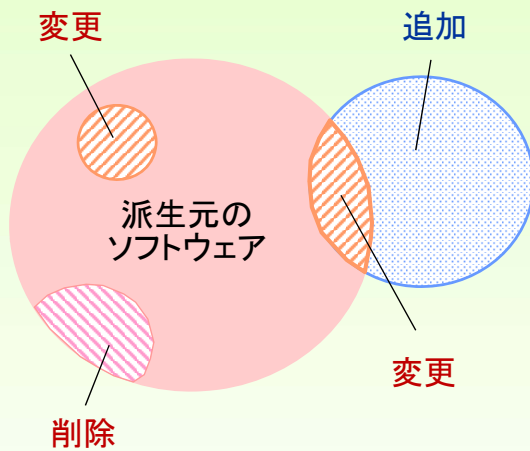 変更
追加
派生元の
ソフトウェア
変更
削除